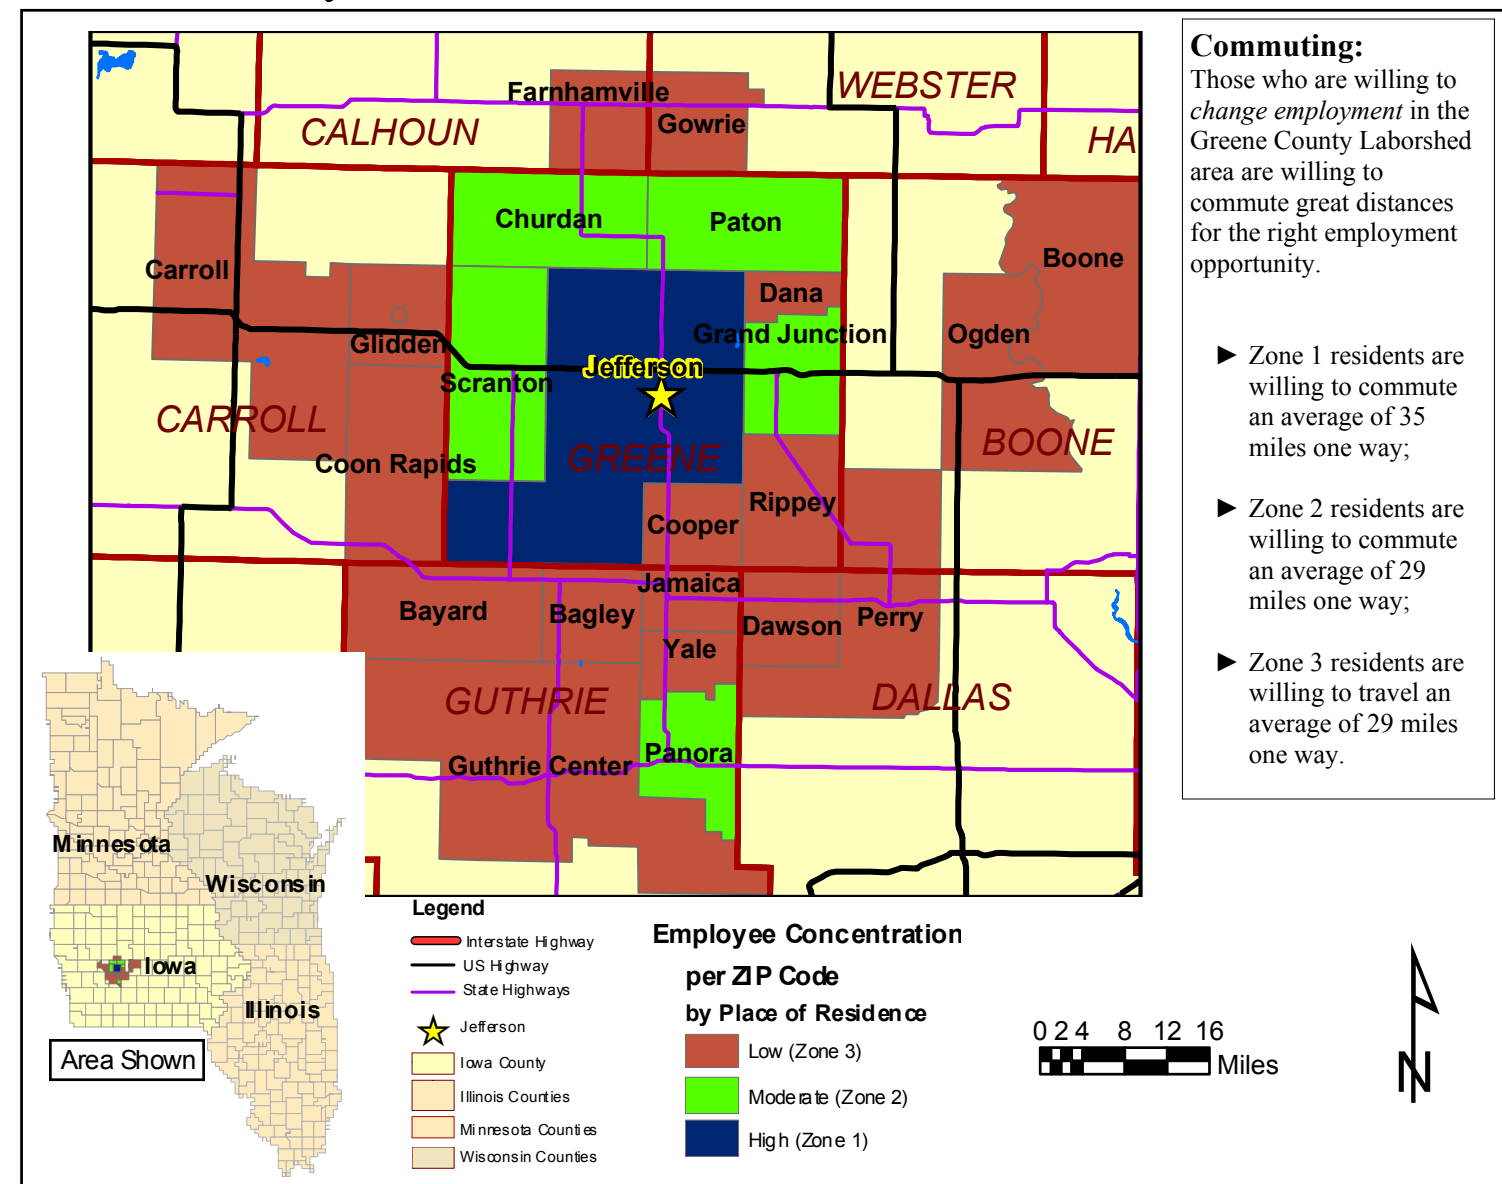 Commuting:
Those who are willing to
change employment in the
Greene County Laborshed
area are willing to
commute great distances
for the right employment
opportunity.
► Zone 1 residents are
willing to commute
an average of 35
miles one way;
► Zone 2 residents are
willing to commute
an average of 29
miles one way;
► Zone 3 residents are
willing to travel an
average of 29 miles
one way.
WEBSTER
Farnhamville
Gowrie
CALHOUN
HA
Churdan
Paton
Carroll
Boone
Dana
Glidden
Grand Junction
Ogden
Jefferson
Scranton
CARROLL
BOONE
GREENE
Coon Rapids
Rippey
Cooper
Jamaica
Bayard
Bagley
Dawson
Perry
Yale
GUTHRIE
DALLAS
Panora
Guthrie Center
Minnesota
Wisconsin
Iowa
Illinois
Area Shown
Legend
Interstate Highway
US Highway
State Highways
Jefferson
Iowa County
Illinois Counties
Minnesota Counties
Wisconsin Counties
Employee Concentration
per ZIP Code
by Place of Residence
Low (Zone 3)
Moderate (Zone 2)
High (Zone 1)
0 2 4 8 12 16
Miles
N